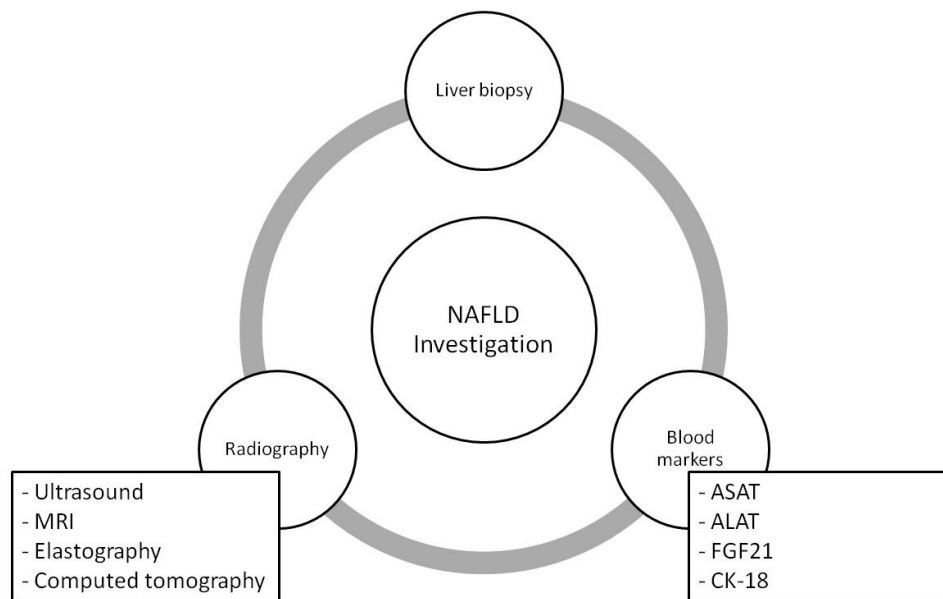 Liver biopsy
NAFLD
Investigation
Radiography
- Ultrasound
- MRI
- Elastography
- Computed tomography
Blood
markers
- ASAT
- ALAT
- FGF21
- CK-18